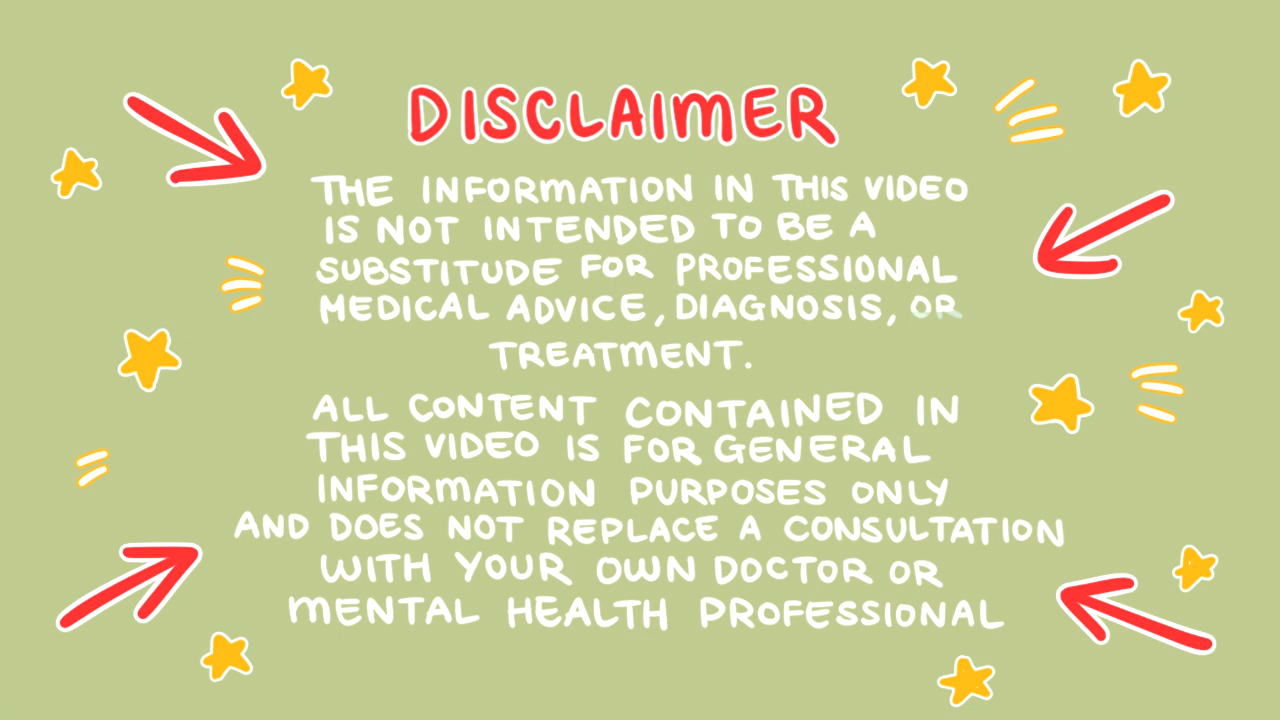 DISCLAIMER
THE INFORMATION IN THIS VIDEO
IS NOT INTENDED TO BE A
SUBSTITUDE FOR PROFESSIONAL
MEDICAL ADVICE, DIAGNOSIS, OR
TREATMENT.
ALL CONTENT CONTAINED IN
THIS VIDEO IS FOR GENERAL
INFORMATION PURPOSES ONLY
AND DOES NOT REPLACE A CONSULTATION
WITH YOUR OWN DOCTOR OR
MENTAL HEALTH PROFESSIONAL